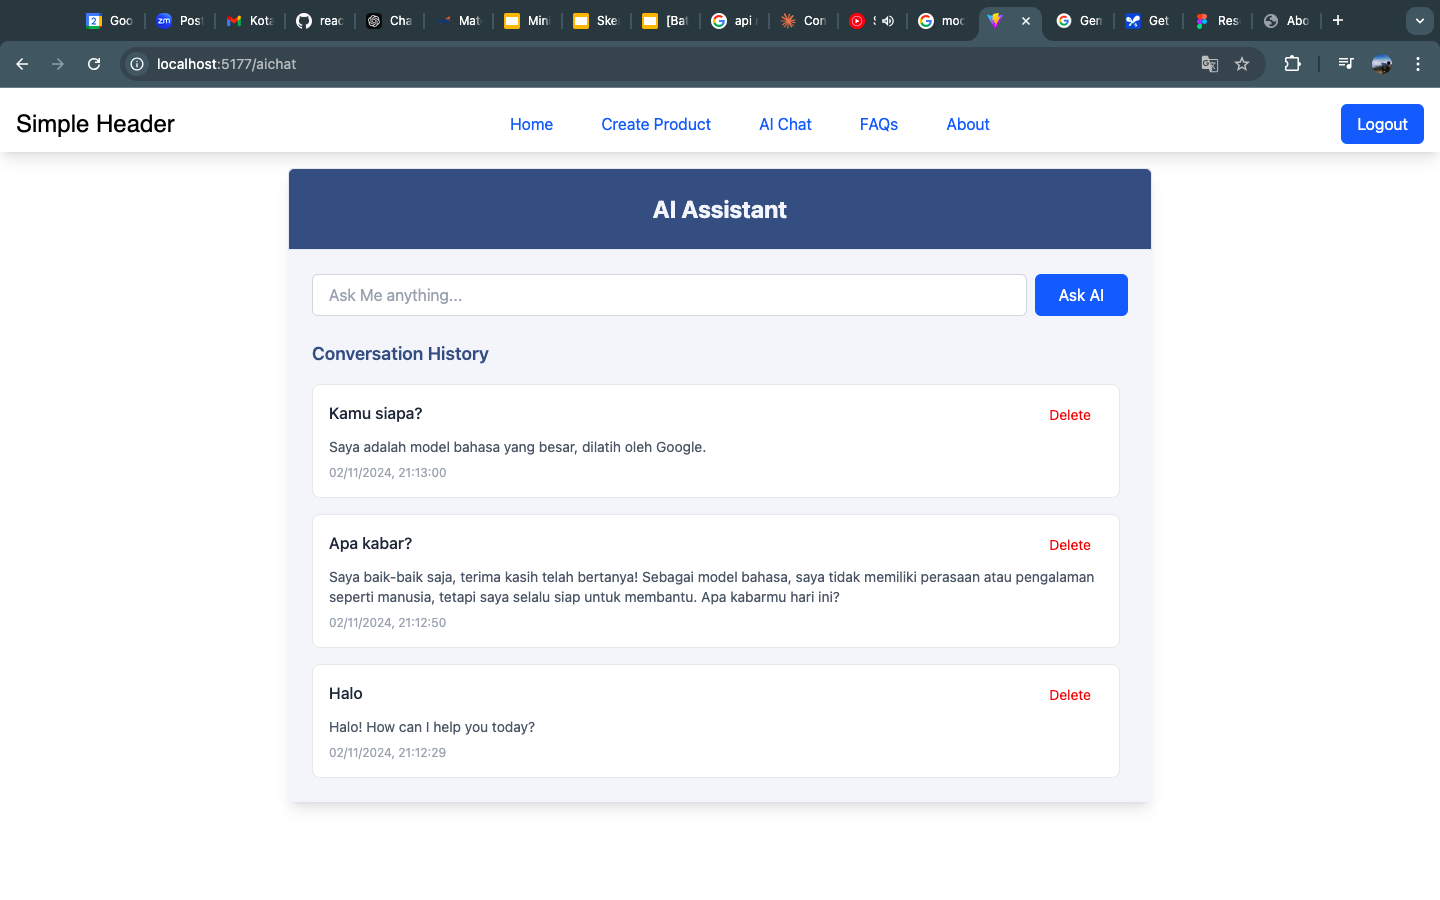 Goo
Post
Kota
reac
Cha
Mat
Mini
Ske
[Bat
api
Con
moc
Gen
Get
Res
Abo
localhost:5177/aichat
Simple Header
Home
Create Product
AI Chat
FAQs
About
Logout
AI Assistant
Ask Me anything...
Ask AI
Conversation History
Kamu siapa?
Delete
Saya adalah model bahasa yang besar, dilatih oleh Google.
02/11/2024, 21:13:00
Apa kabar?
Delete
Saya baik-baik saja, terima kasih telah bertanya! Sebagai model bahasa, saya tidak memiliki perasaan atau pengalaman
seperti manusia, tetapi saya selalu siap untuk membantu. Apa kabarmu hari ini?
02/11/2024, 21:12:50
Halo
Delete
Halo! How can I help you today?
02/11/2024, 21:12:29